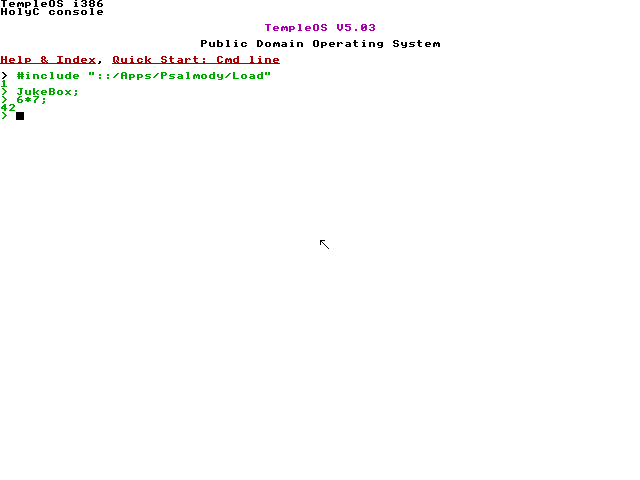 TempleOS i386
HolyC console
TempleOS V5.03
Public Domain Operating System
Help & Index, Quick Start: Cmd line
> #include "::/Apps/Psalmody/Load"
1
> JukeBox;
> 6*7;
42
>